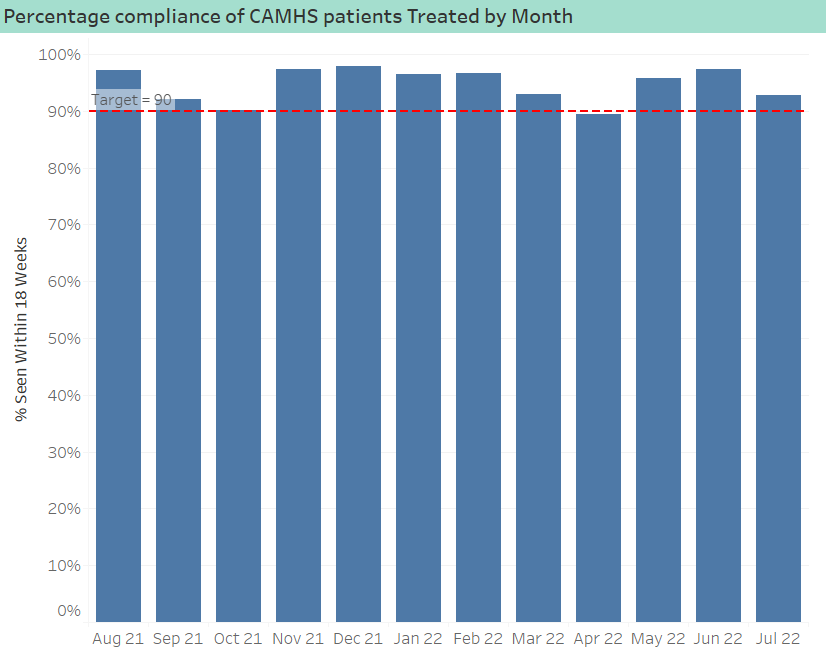 Percentage compliance of CAMHS patients Treated by Month
100%
Target = 90
90%
80%
70%
60%
50%
40%
30%
20%
10%
0%
% Seen Within 18 Weeks
Aug 21 Sep 21 Oct 21 Nov 21 Dec 21 Jan 22 Feb 22 Mar 22 Apr 22 May 22 Jun 22 Jul 22